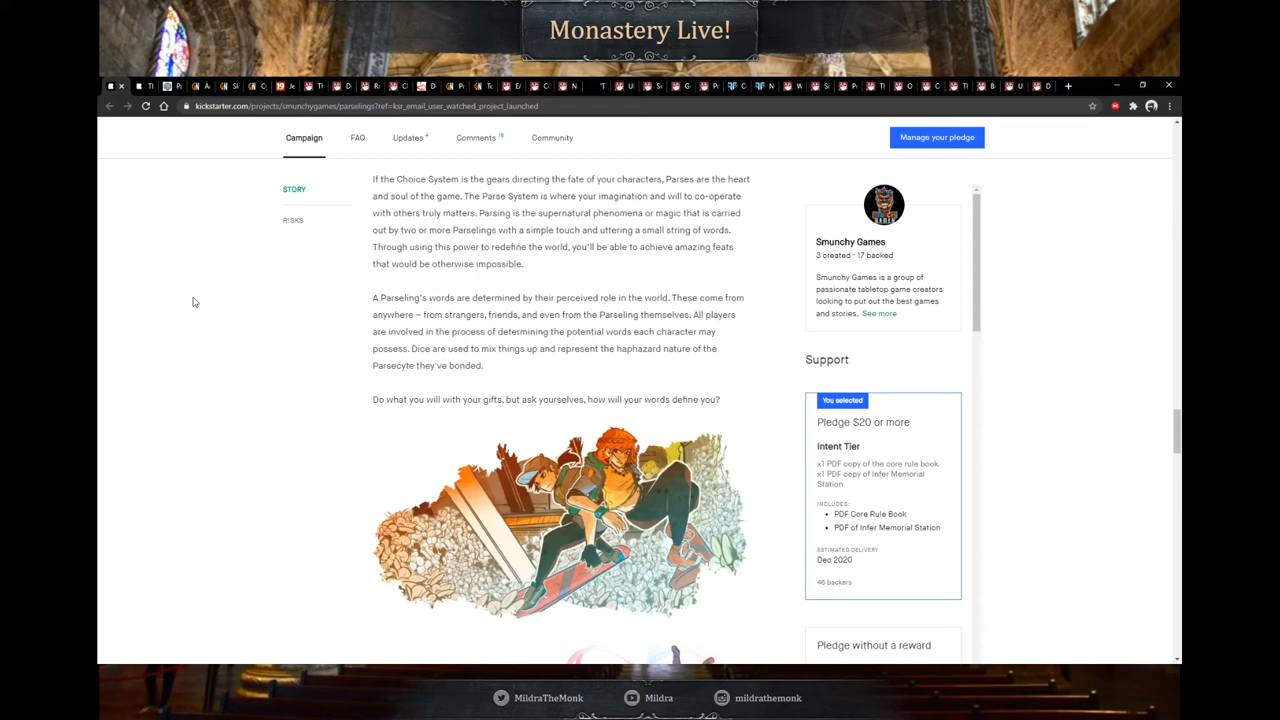 Monastery Live!
kickstarter.com/projects/smunchygames/parselings?ref=ksr_email_user_watched_project_launched
Campaign FAQ Updates 4 Comments Community
Manage your pledge
STORY
RISKS
If the Choice System is the gears directing the fate of your characters, Parses are the heart
and soul of the game. The Parse System is where your imagination and will to co-operate
with others truly matters. Parsing is the supernatural phenomena or magic that is carried
out by two or more Parselings with a simple touch and uttering a small string of words.
Through using this power to redefine the world, you'll be able to achieve amazing feats
that would be otherwise impossible.
A Parseling's words are determined by their perceived role in the world. These come from
anywhere – from strangers, friends, and even from the Parseling themselves. All players
are involved in the process of determining the potential words each character may
possess. Dice are used to mix things up and represent the haphazard nature of the
Parsecyte they've bonded.
Do what you will with your gifts, but ask yourselves, how will your words define you?
SMUNCHY GAMES
Smunchy Games
3 created · 17 backed
Smunchy Games is a group of
passionate tabletop game creators
looking to put out the best games
and stories. See more
Support
You selected
Pledge $20 or more
Intent Tier
x1 PDF copy of the core rule book
x1 PDF copy of Infer Memorial
Station
INCLUDES:
• PDF Core Rule Book
• PDF of Infer Memorial Station
ESTIMATED DELIVERY
Dec 2020
46 backers
Pledge without a reward
MildraTheMonk Mildra mildrathemonk